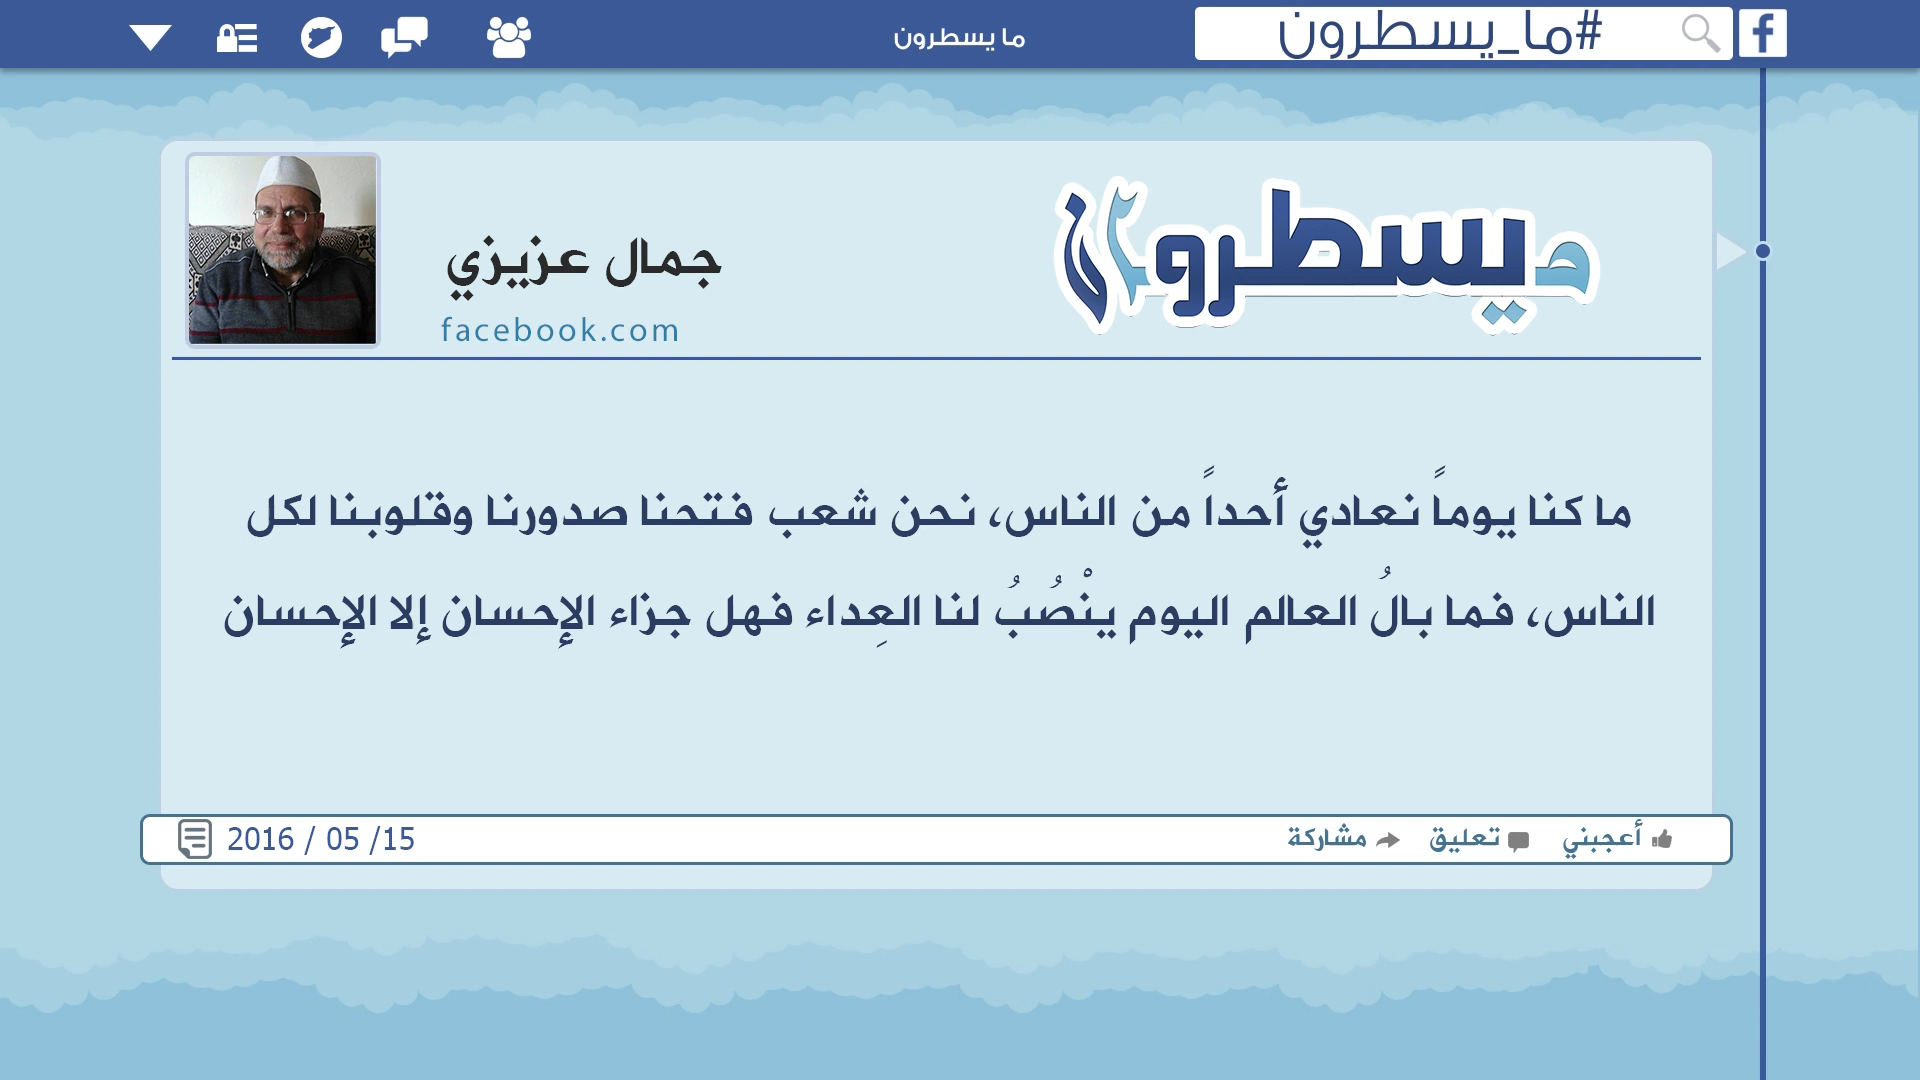 #ما_يسطرون
ما يسطرون
ما يسطرون
جمال عزيزي
facebook.com
ما كنا يوماً نعادي أحداً من الناس، نحن شعب فتحنا صدورنا وقلوبنا لكل
الناس، فما بالُ العالم اليوم ينْصُبُ لنا العِداء فهل جزاء الإحسان إلا الإحسان
أعجبني تعليق مشاركة
2016 / 05 /15